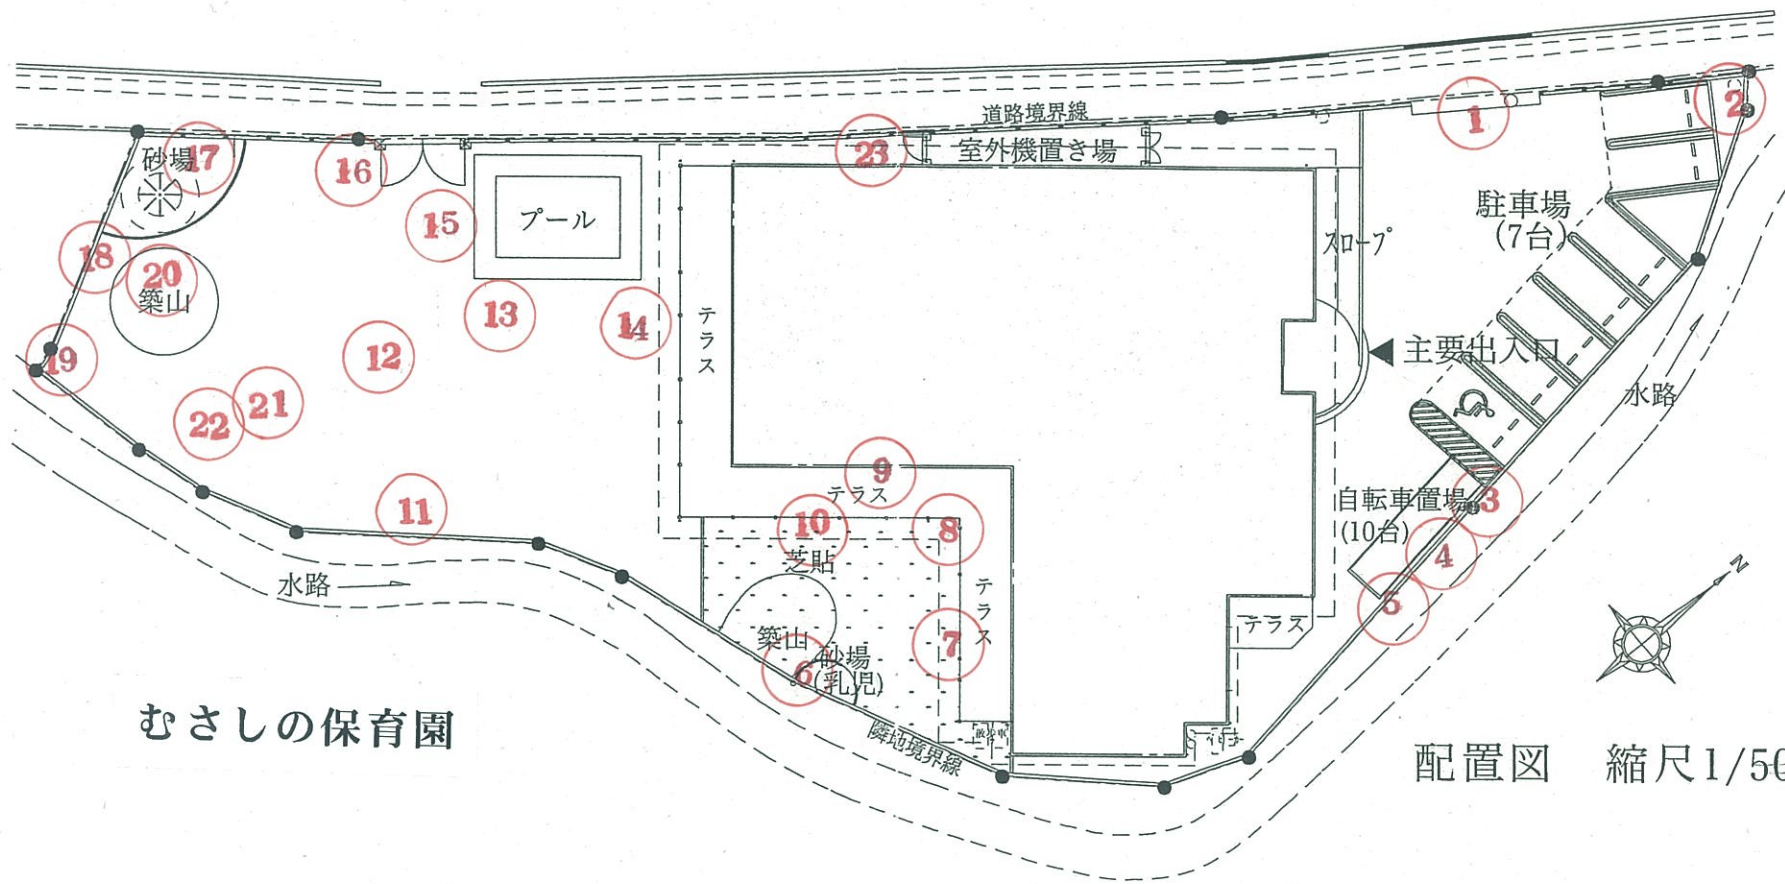 道路境界線
1
2
砂場
17
16
23
室外機置き場
15
プール
駐車場
(7台)
スロープ
18
20
築山
13
14
テラス
12
19
主要出入口
水路
21
22
9
テラス
自転車置場
(10台)
3
11
10
8
4
芝貼
水路
テラス
5
築山
砂場
(乳児)
6
7
テラス
N
むさしの保育園
隣地境界線
配置図 縮尺1/50